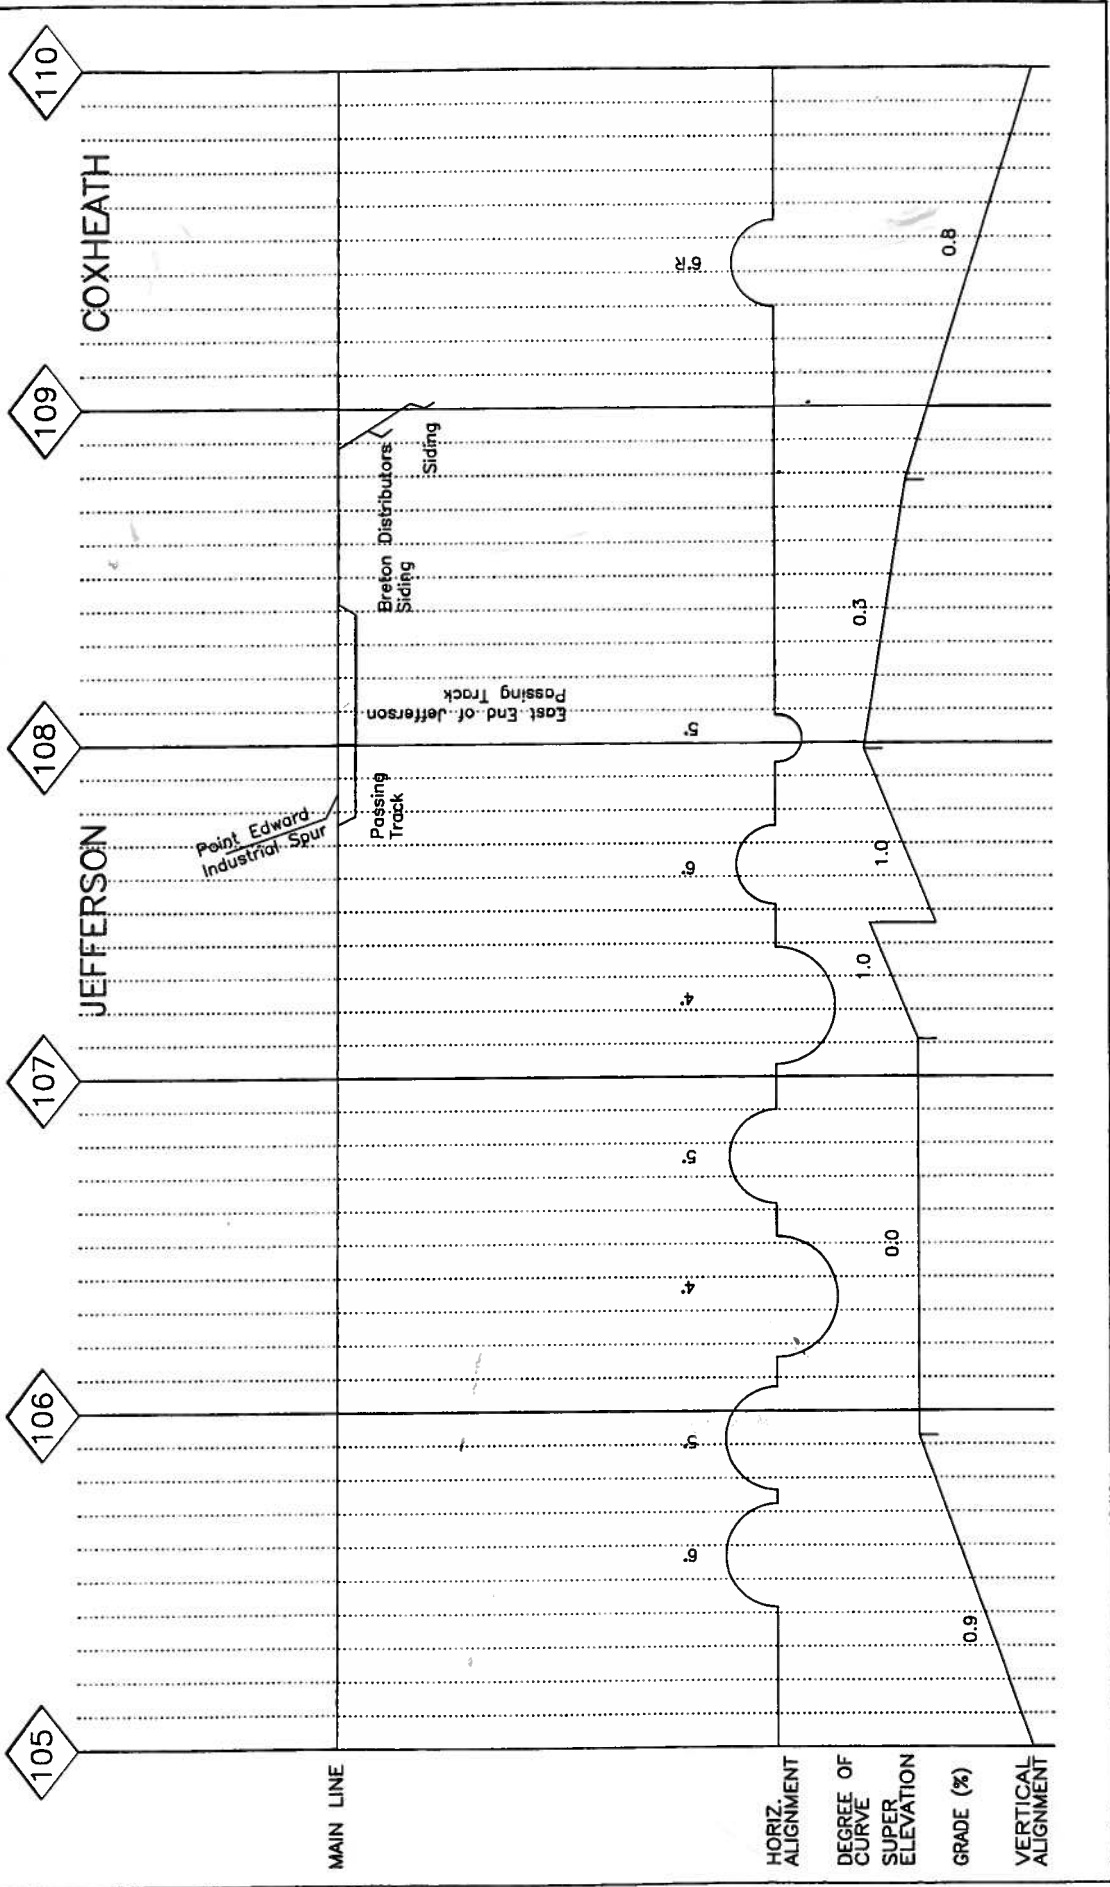 105
106
107
108
109
110
JEFFERSON
COXHEATH
Point Edward
Industrial Spur
MAIN LINE
Passing
Track
East End of Jefferson
Passing Track
Breton Distributors
Siding
Siding
6°
5°
4°
5°
4°
6°
5°
6°R
HORIZ.
ALIGNMENT
DEGREE OF
CURVE
SUPER
ELEVATION
GRADE (%)
0.9
0.0
1.0
1.0
0.3
0.8
VERTICAL
ALIGNMENT